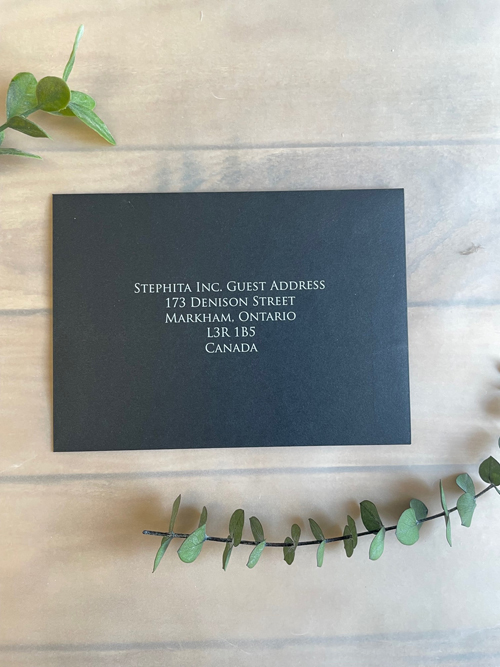 Stephita Inc. Guest Address
173 Denison Street
Markham, Ontario
L3R 1B5
Canada